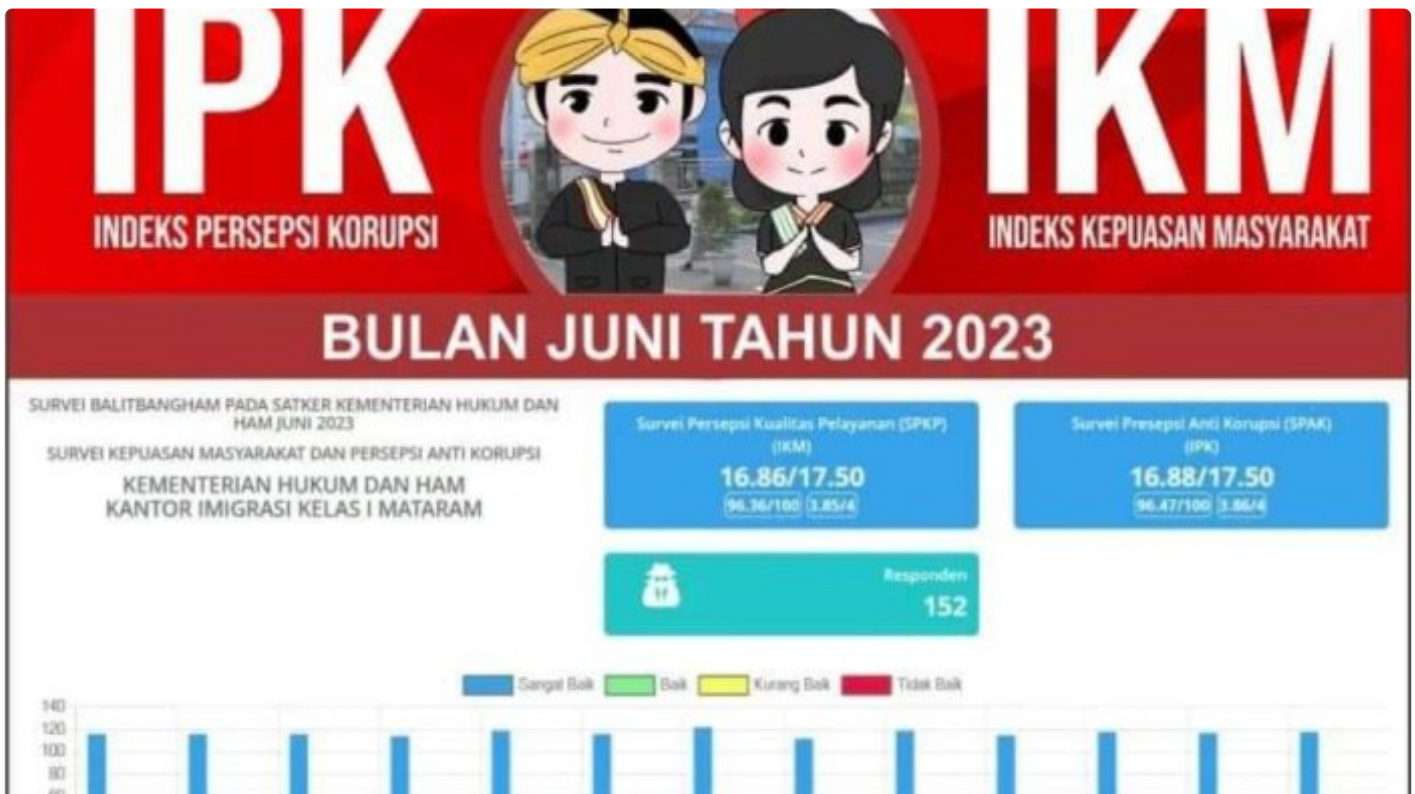 IPK
INDEKS PERSEPSI KORUPSI
IKM
INDEKS KEPUASAN MASYARAKAT
BULAN JUNI TAHUN 2023
SURVEI BALITBANGHAM PADA SATKER KEMENTERIAN HUKUM DAN
HAM JUNI 2023
SURVEI KEPUASAN MASYARAKAT DAN PERSEPSI ANTI KORUPSI
KEMENTERIAN HUKUM DAN HAM
KANTOR IMIGRASI KELAS I MATARAM
Survei Persepsi Kualitas Pelayanan (SPKP)
(IKM)
16.86/17.50
96.36/100 3.85/4
Survei Presepsi Anti Korupsi (SPAK)
(IPK)
16.88/17.50
96.47/100 3.86/4
Responden
152
Sangat Baik Baik Kurang Baik Tidak Baik
140
120
100
80
60